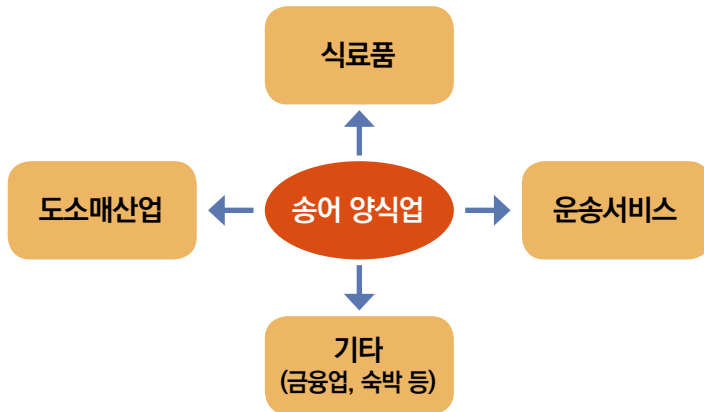 식료품
도소매산업
송어 양식업
운송서비스
기타
(금융업, 숙박 등)